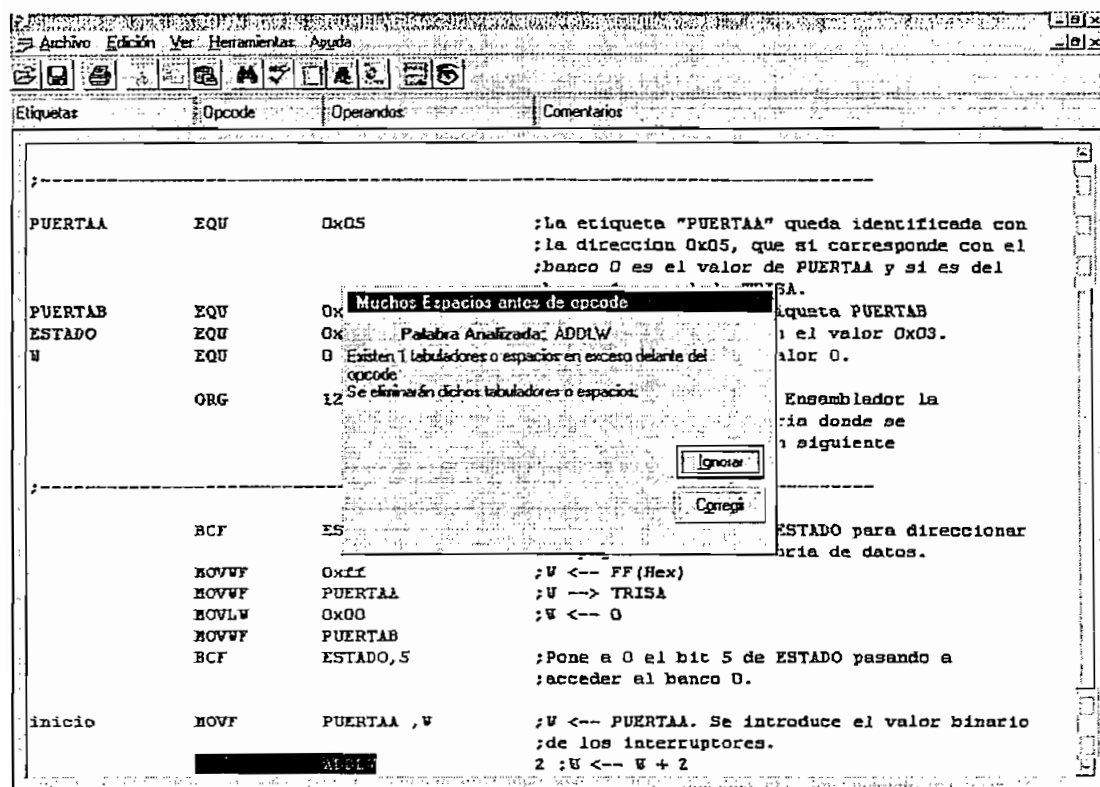 Archivo Edición Ver Herramientas Ayuda
Etiquetas Opcode Operandos Comentarios
;------------------------------------------------------------
PUERTAA EQU 0x05 ;La etiqueta "PUERTAA" queda identificada con
;la direccion 0x05, que si corresponde con el
;banco 0 es el valor de PUERTAA y si es del
PUERTAB EQU PUERTAB
ESTADO EQU el valor 0x03.
W EQU 0 0.
ORG Ensamblador la
donde se
siguiente
Muchos Espacios antes de opcode
Palabra Analizada: ADDLW
Existen 1 tabuladores o espacios en exceso delante del
opcode
Se eliminarán dichos tabuladores o espacios.
Ignorar
Corregir
;------------------------------------------------------------
BCF ESTADO para direccionar
de datos.
MOVWF 0xff ;W <-- FF(Hex)
MOVWF PUERTAA ;W --> TRISA
MOVLW 0x00 ;W <-- 0
MOVWF PUERTAB
BCF ESTADO,5 ;Pone a 0 el bit 5 de ESTADO pasando a
;acceder al banco 0.
inicio MOVF PUERTAA ,W ;W <-- PUERTAA. Se introduce el valor binario
;de los interruptores.
ADDLW 2 ;W <-- W + 2